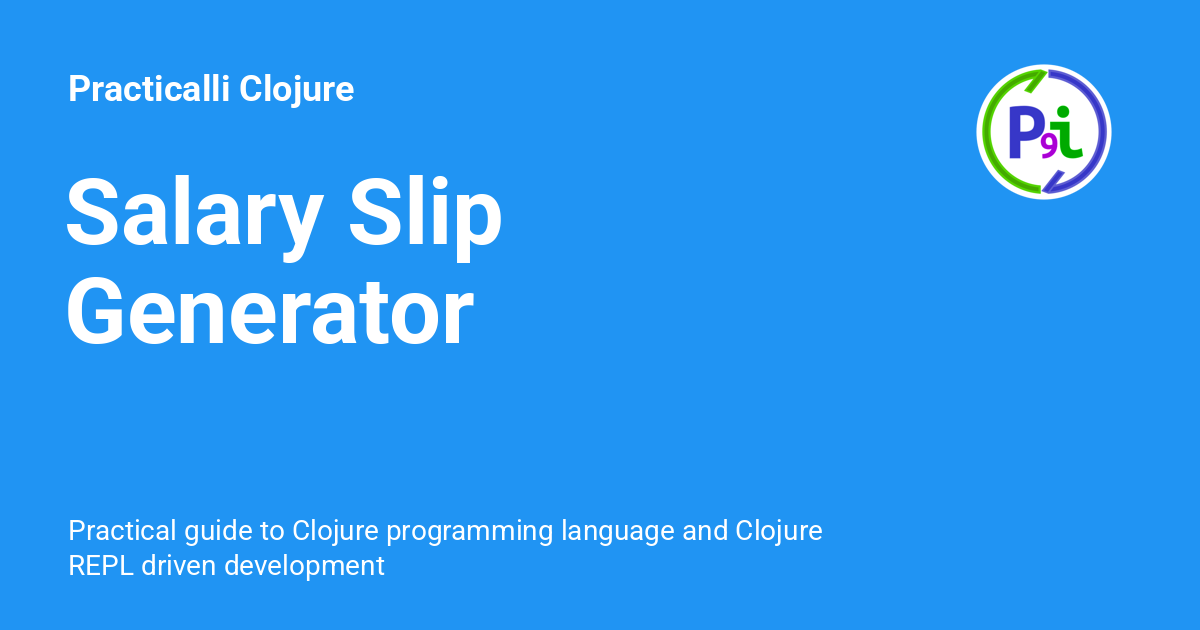 Practicalli Clojure
P9i
Salary Slip
Generator
Practical guide to Clojure programming language and Clojure
REPL driven development